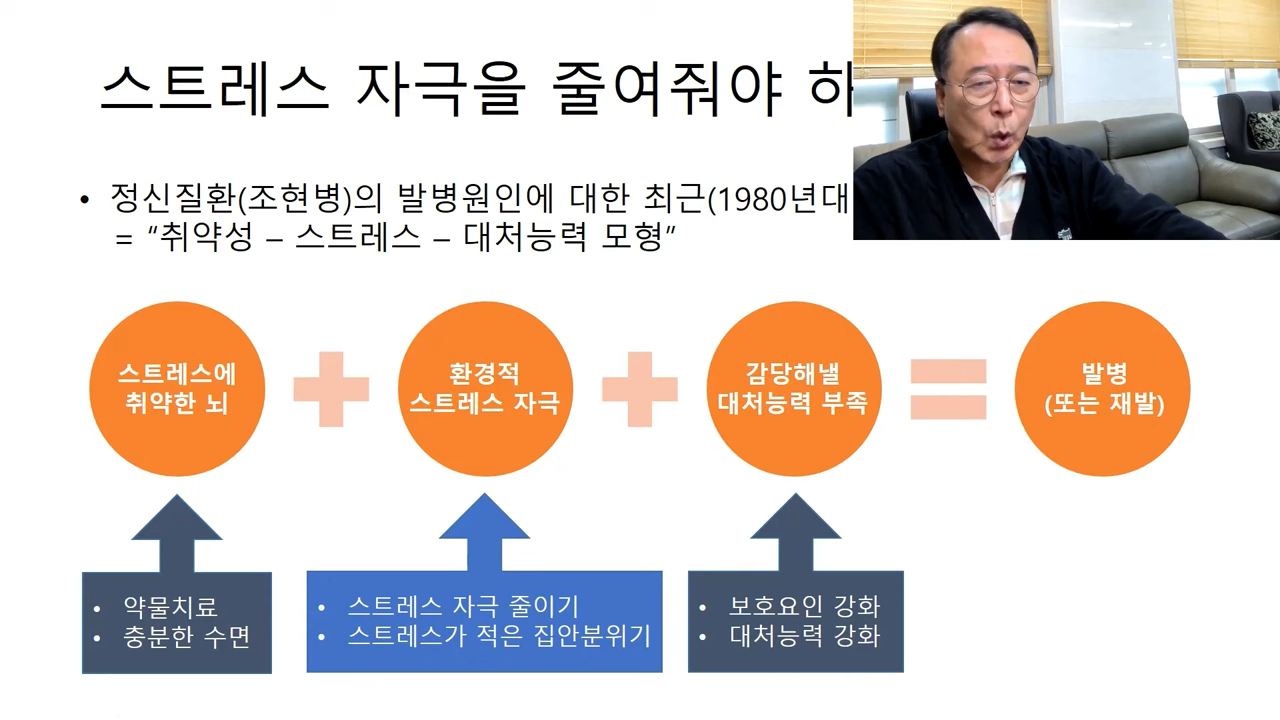 스트레스 자극을 줄여줘야 하
• 정신질환(조현병)의 발병원인에 대한 최근(1980년대
= “취약성 – 스트레스 – 대처능력 모형”
스트레스에
취약한 뇌
환경적
스트레스 자극
감당해낼
대처능력 부족
발병
(또는 재발)
• 약물치료
• 충분한 수면
• 스트레스 자극 줄이기
• 스트레스가 적은 집안분위기
• 보호요인 강화
• 대처능력 강화